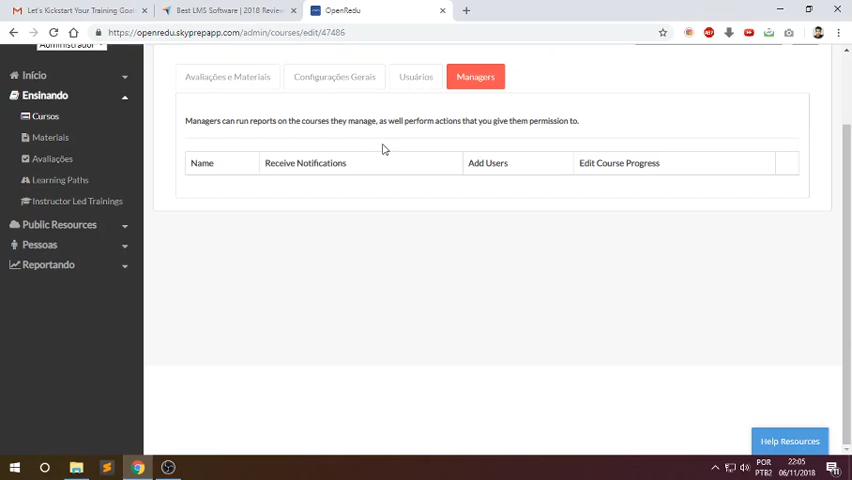 Let's Kickstart Your Training Goals
Best LMS Software | 2018 Review
OpenRedu
https://openredu.skyprepapp.com/admin/courses/edit/47486
Administrador
Início
Ensinando
Cursos
Materiais
Avaliações
Learning Paths
Instructor Led Trainings
Public Resources
Pessoas
Reportando
Avaliações e Materiais
Configurações Gerais
Usuários
Managers
Managers can run reports on the courses they manage, as well perform actions that you give them permission to.
Name Receive Notifications Add Users Edit Course Progress
Help Resources
POR 22:05
PTB2 06/11/2018